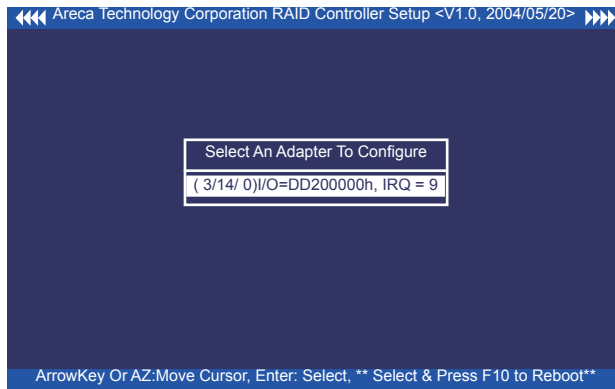 Areca Technology Corporation RAID Controller Setup <V1.0, 2004/05/20>
Select An Adapter To Configure
( 3/14/ 0)I/O=DD200000h, IRQ = 9
ArrowKey Or AZ:Move Cursor, Enter: Select, ** Select & Press F10 to Reboot**